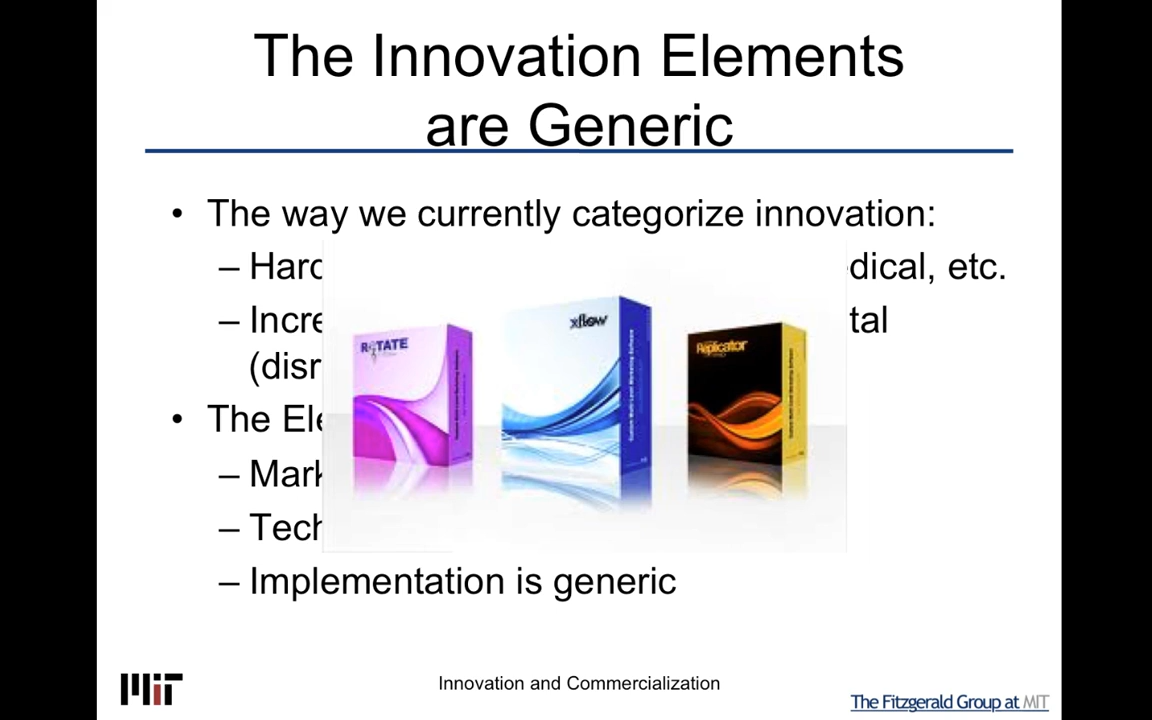 The Innovation Elements
are Generic
• The way we currently categorize innovation:
– Hard dical, etc.
– Incre tal
(disr
• The Ele
– Mark
– Tech
– Implementation is generic
ROTATE
xflow
Replicator
MIT
Innovation and Commercialization
The Fitzgerald Group at MIT